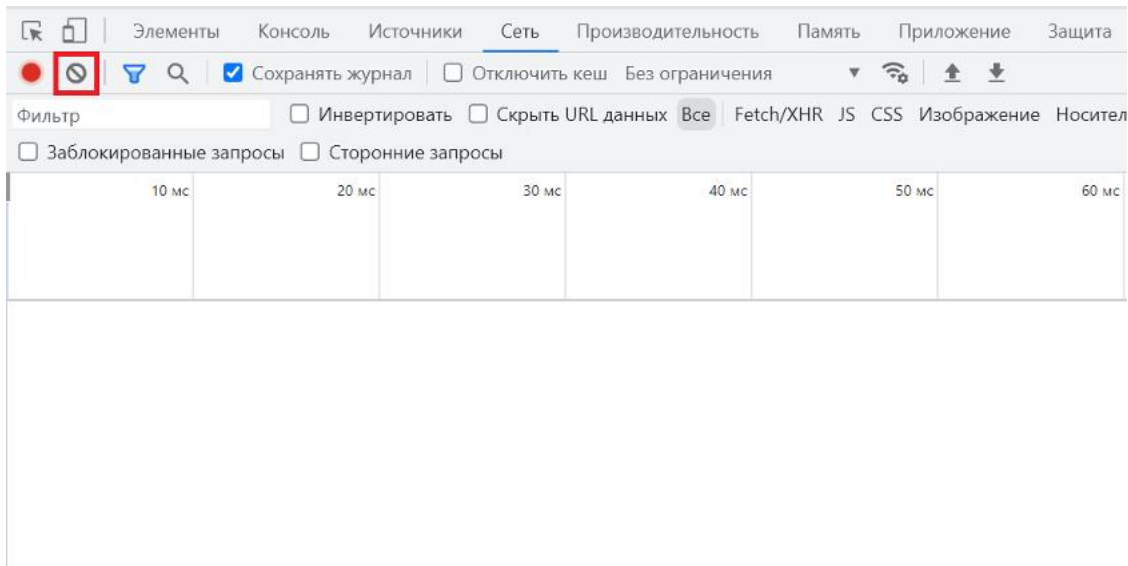 Элементы Консоль Источники Сеть Производительность Память Приложение Защита
Сохранять журнал Отключить кеш Без ограничения
Фильтр Инвертировать Скрыть URL данных Все Fetch/XHR JS CSS Изображение Носител
Заблокированные запросы Сторонние запросы
10 мс 20 мс 30 мс 40 мс 50 мс 60 мс